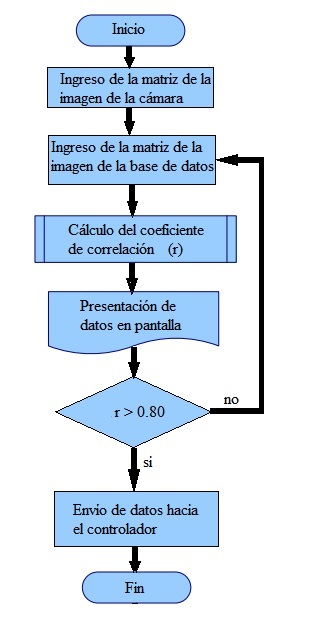 Inicio
Ingreso de la matriz de la
imagen de la cámara
Ingreso de la matriz de la
imagen de la base de datos
Cálculo del coeficiente
de correlación (r)
Presentación de
datos en pantalla
r > 0.80
no
si
Envio de datos hacia
el controlador
Fin